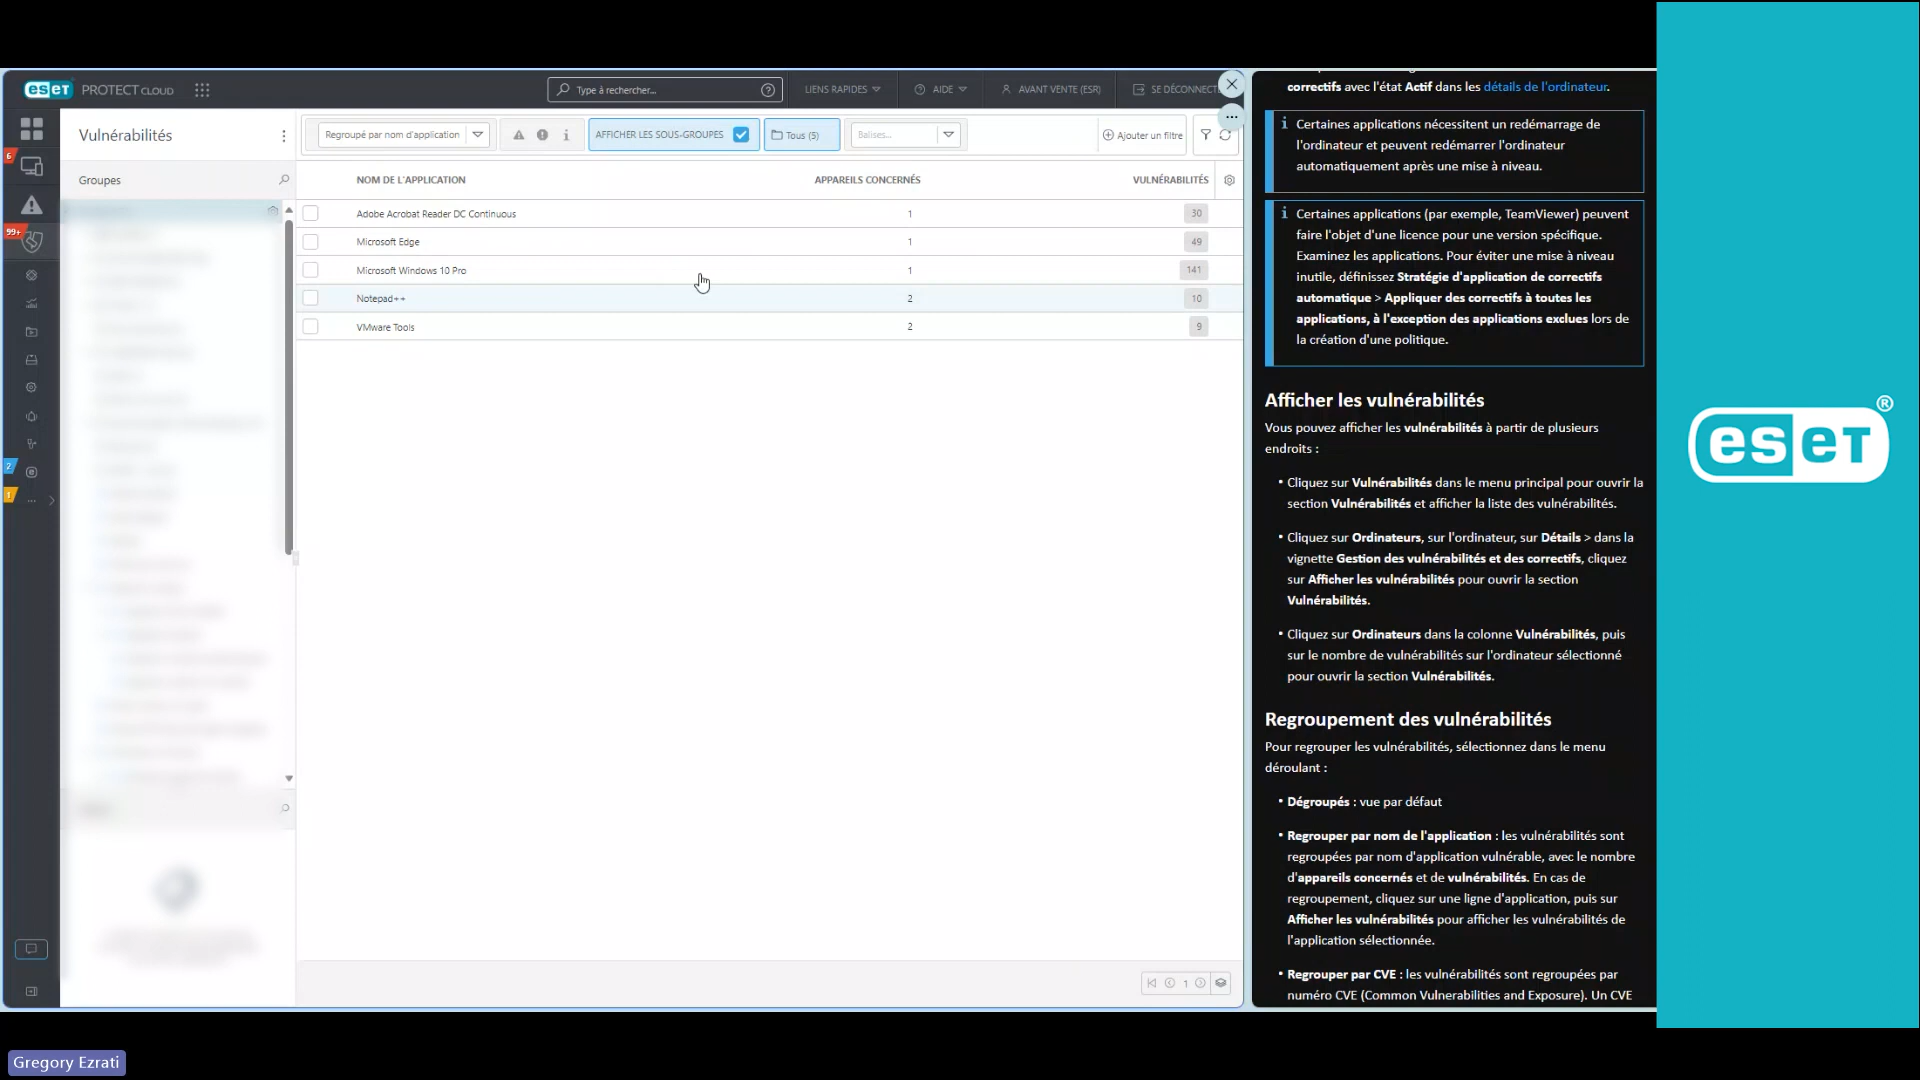 eset PROTECT CLOUD
Type à rechercher...
LIENS RAPIDES
AIDE
AVANT VENTE (ESR)
SE DÉCONNECT
Vulnérabilités
Regroupé par nom d'application
AFFICHER LES SOUS-GROUPES
Tous (5)
Balises...
Ajouter un filtre
Groupes
6
99+
2
1
NOM DE L'APPLICATION APPAREILS CONCERNÉS VULNÉRABILITÉS
Adobe Acrobat Reader DC Continuous 1 30
Microsoft Edge 1 49
Microsoft Windows 10 Pro 1 141
Notepad++ 2 10
VMware Tools 2 9
1
correctifs avec l'état Actif dans les détails de l'ordinateur.
Certaines applications nécessitent un redémarrage de
l'ordinateur et peuvent redémarrer l'ordinateur
automatiquement après une mise à niveau.
Certaines applications (par exemple, TeamViewer) peuvent
faire l'objet d'une licence pour une version spécifique.
Examinez les applications. Pour éviter une mise à niveau
inutile, définissez Stratégie d'application de correctifs
automatique > Appliquer des correctifs à toutes les
applications, à l'exception des applications exclues lors de
la création d'une politique.
Afficher les vulnérabilités
Vous pouvez afficher les vulnérabilités à partir de plusieurs
endroits :
• Cliquez sur Vulnérabilités dans le menu principal pour ouvrir la
section Vulnérabilités et afficher la liste des vulnérabilités.
• Cliquez sur Ordinateurs, sur l'ordinateur, sur Détails > dans la
vignette Gestion des vulnérabilités et des correctifs, cliquez
sur Afficher les vulnérabilités pour ouvrir la section
Vulnérabilités.
• Cliquez sur Ordinateurs dans la colonne Vulnérabilités, puis
sur le nombre de vulnérabilités sur l'ordinateur sélectionné
pour ouvrir la section Vulnérabilités.
Regroupement des vulnérabilités
Pour regrouper les vulnérabilités, sélectionnez dans le menu
déroulant :
• Dégroupés : vue par défaut
• Regrouper par nom de l'application : les vulnérabilités sont
regroupées par nom d'application vulnérable, avec le nombre
d'appareils concernés et de vulnérabilités. En cas de
regroupement, cliquez sur une ligne d'application, puis sur
Afficher les vulnérabilités pour afficher les vulnérabilités de
l'application sélectionnée.
• Regrouper par CVE : les vulnérabilités sont regroupées par
numéro CVE (Common Vulnerabilities and Exposure). Un CVE
eset®
Gregory Ezrati